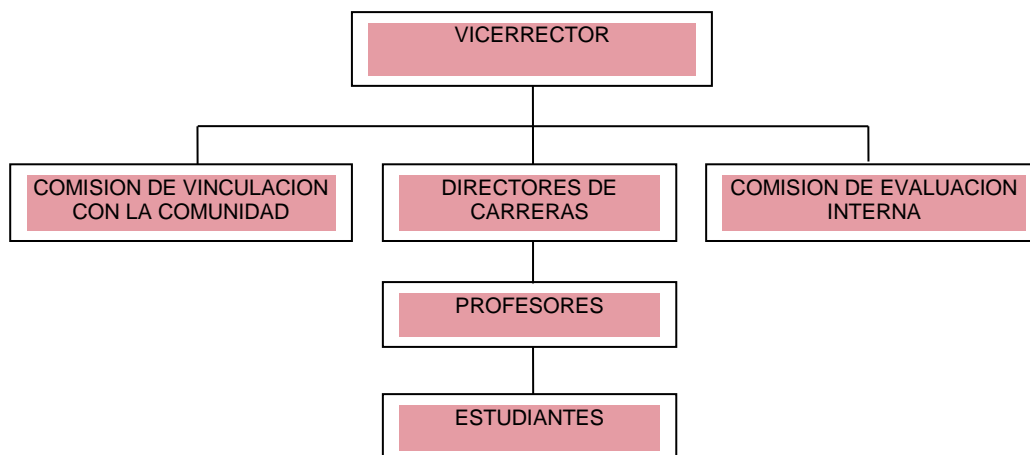 VICERRECTOR
COMISION DE VINCULACION
CON LA COMUNIDAD
DIRECTORES DE
CARRERAS
COMISION DE EVALUACION
INTERNA
PROFESORES
ESTUDIANTES